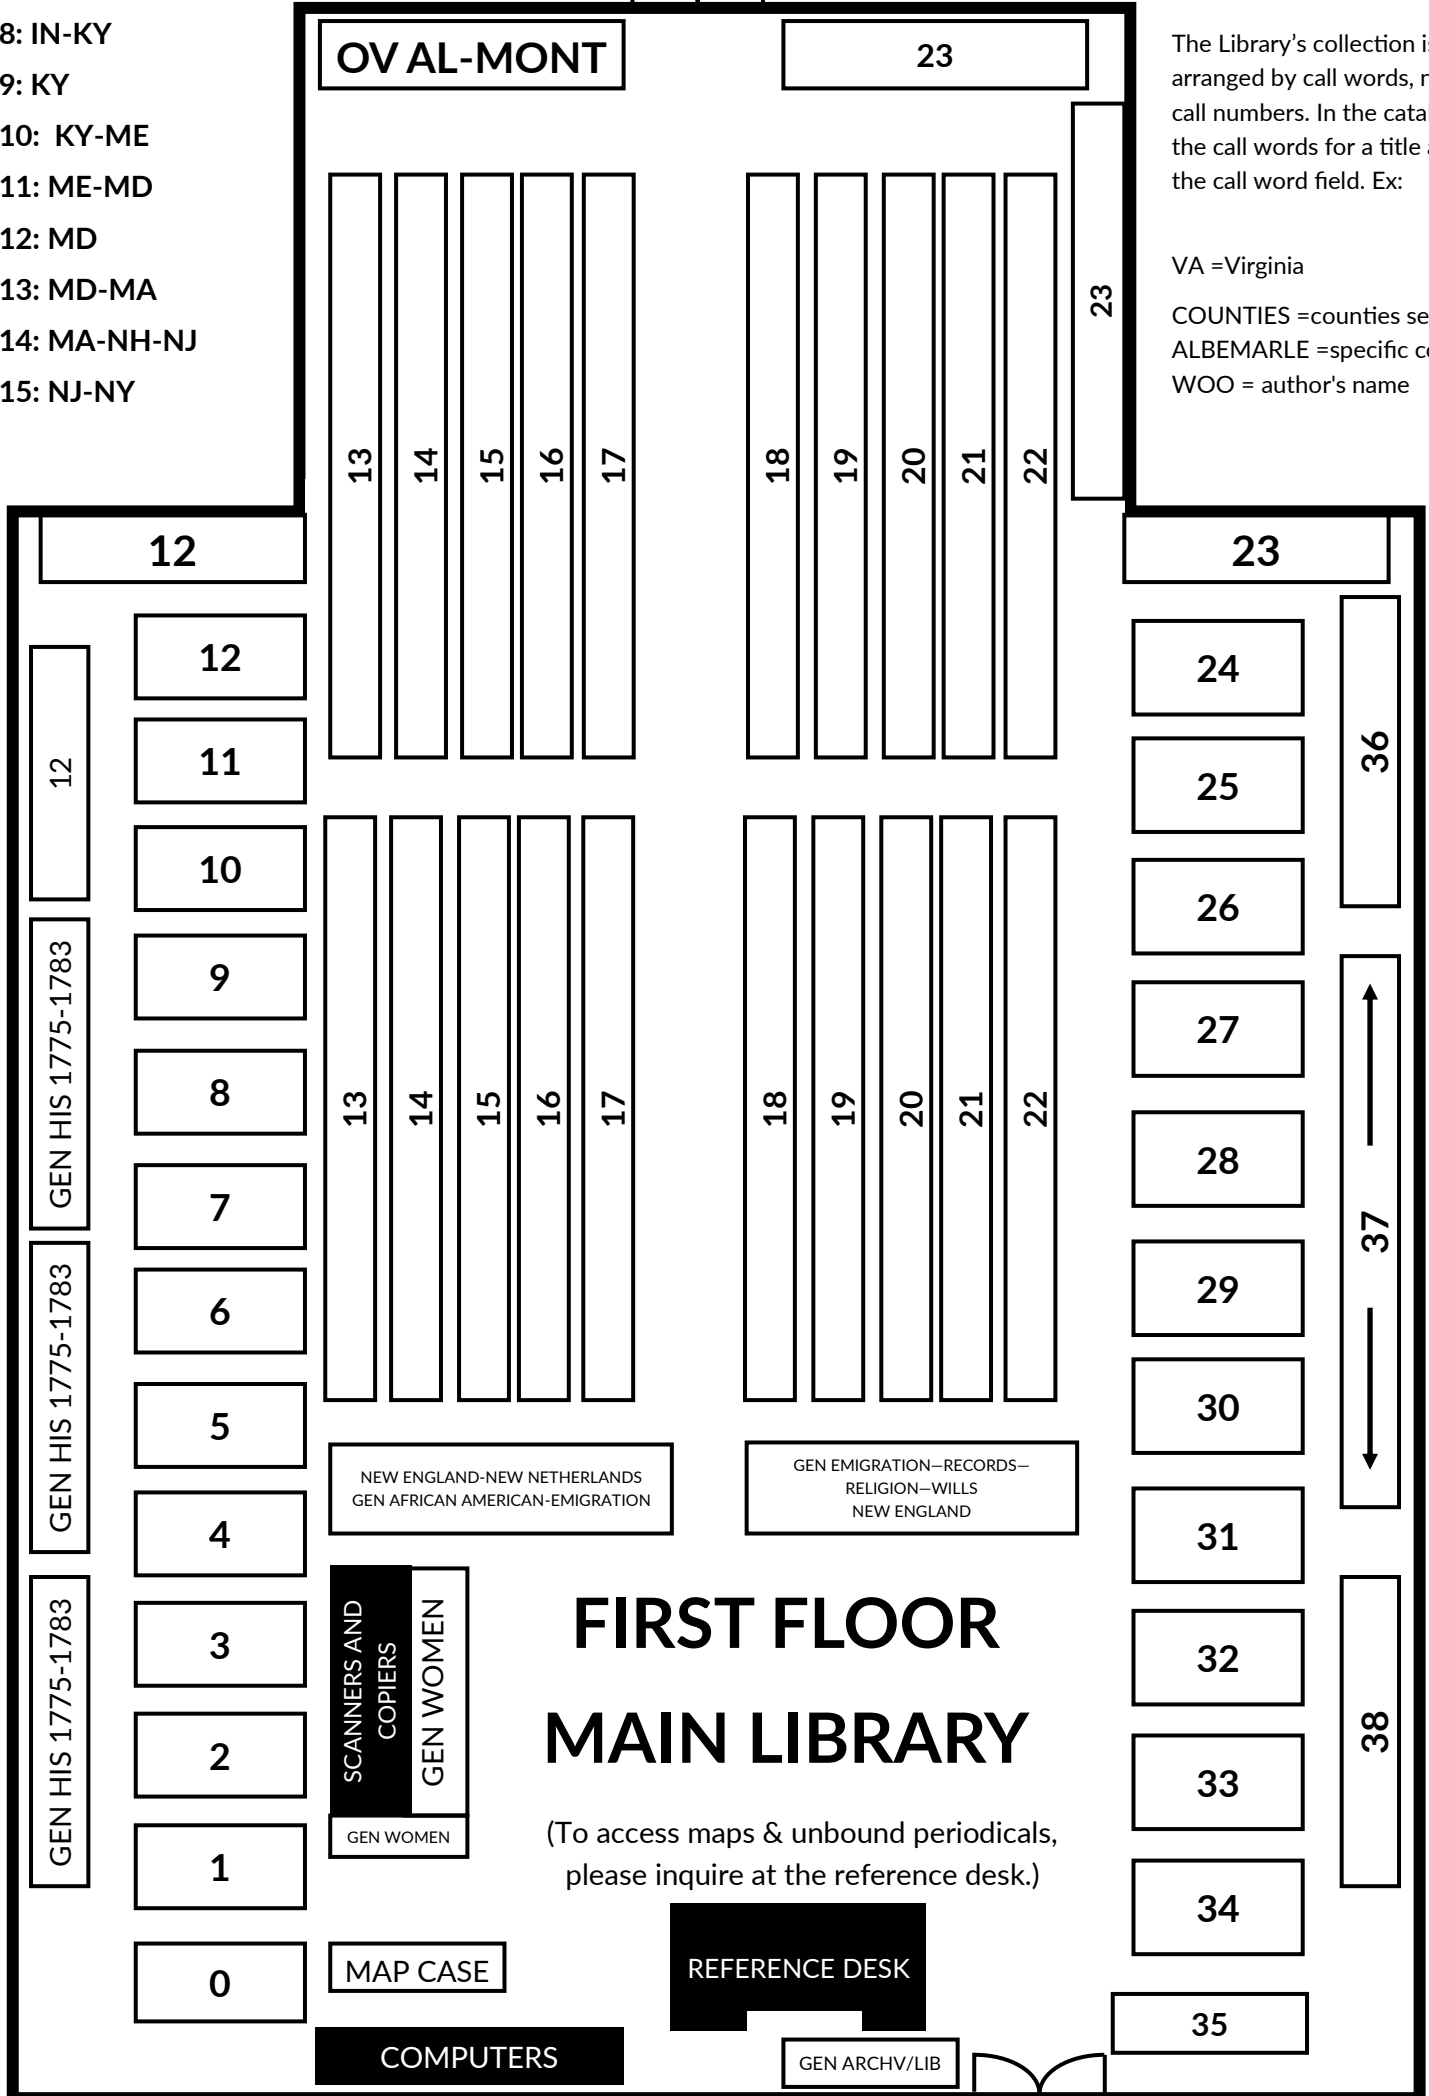 8: IN-KY
9: KY
10: KY-ME
11: ME-MD
12: MD
13: MD-MA
14: MA-NH-NJ
15: NJ-NY
OV AL-MONT
23
The Library’s collection
arranged by call words,
call numbers. In the
the call words for a title
the call word field. Ex:
VA =Virginia
COUNTIES =counties
ALBEMARLE =specific
WOO = author's name
23
13
14
15
16
17
18
19
20
21
22
12
23
12
12
11
10
9
8
7
6
5
4
3
2
1
0
GEN HIS 1775-1783
GEN HIS 1775-1783
GEN HIS 1775-1783
13
14
15
16
17
18
19
20
21
22
24
25
26
27
28
29
30
31
32
33
34
35
36
37
38
NEW ENGLAND-NEW NETHERLANDS
GEN AFRICAN AMERICAN-EMIGRATION
GEN EMIGRATION—RECORDS—
RELIGION—WILLS
NEW ENGLAND
SCANNERS AND
COPIERS
GEN WOMEN
GEN WOMEN
FIRST FLOOR
MAIN LIBRARY
(To access maps & unbound periodicals,
please inquire at the reference desk.)
MAP CASE
REFERENCE DESK
COMPUTERS
GEN ARCHV/LIB